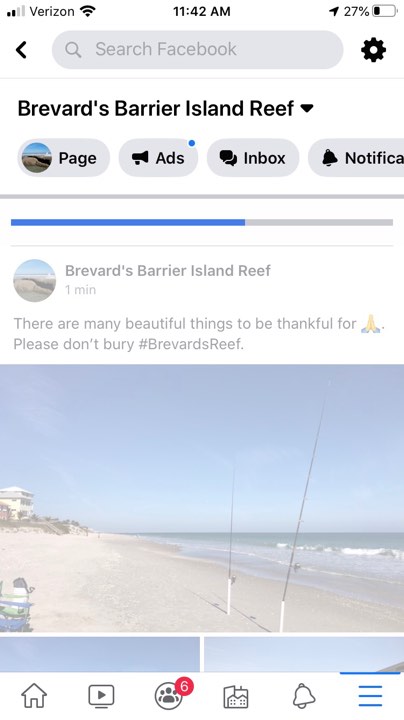 Verizon 11:42 AM 27%
Search Facebook
Brevard's Barrier Island Reef
Page Ads Inbox Notifica
Brevard's Barrier Island Reef
1 min
There are many beautiful things to be thankful for 🙏.
Please don’t bury #BrevardsReef.
6